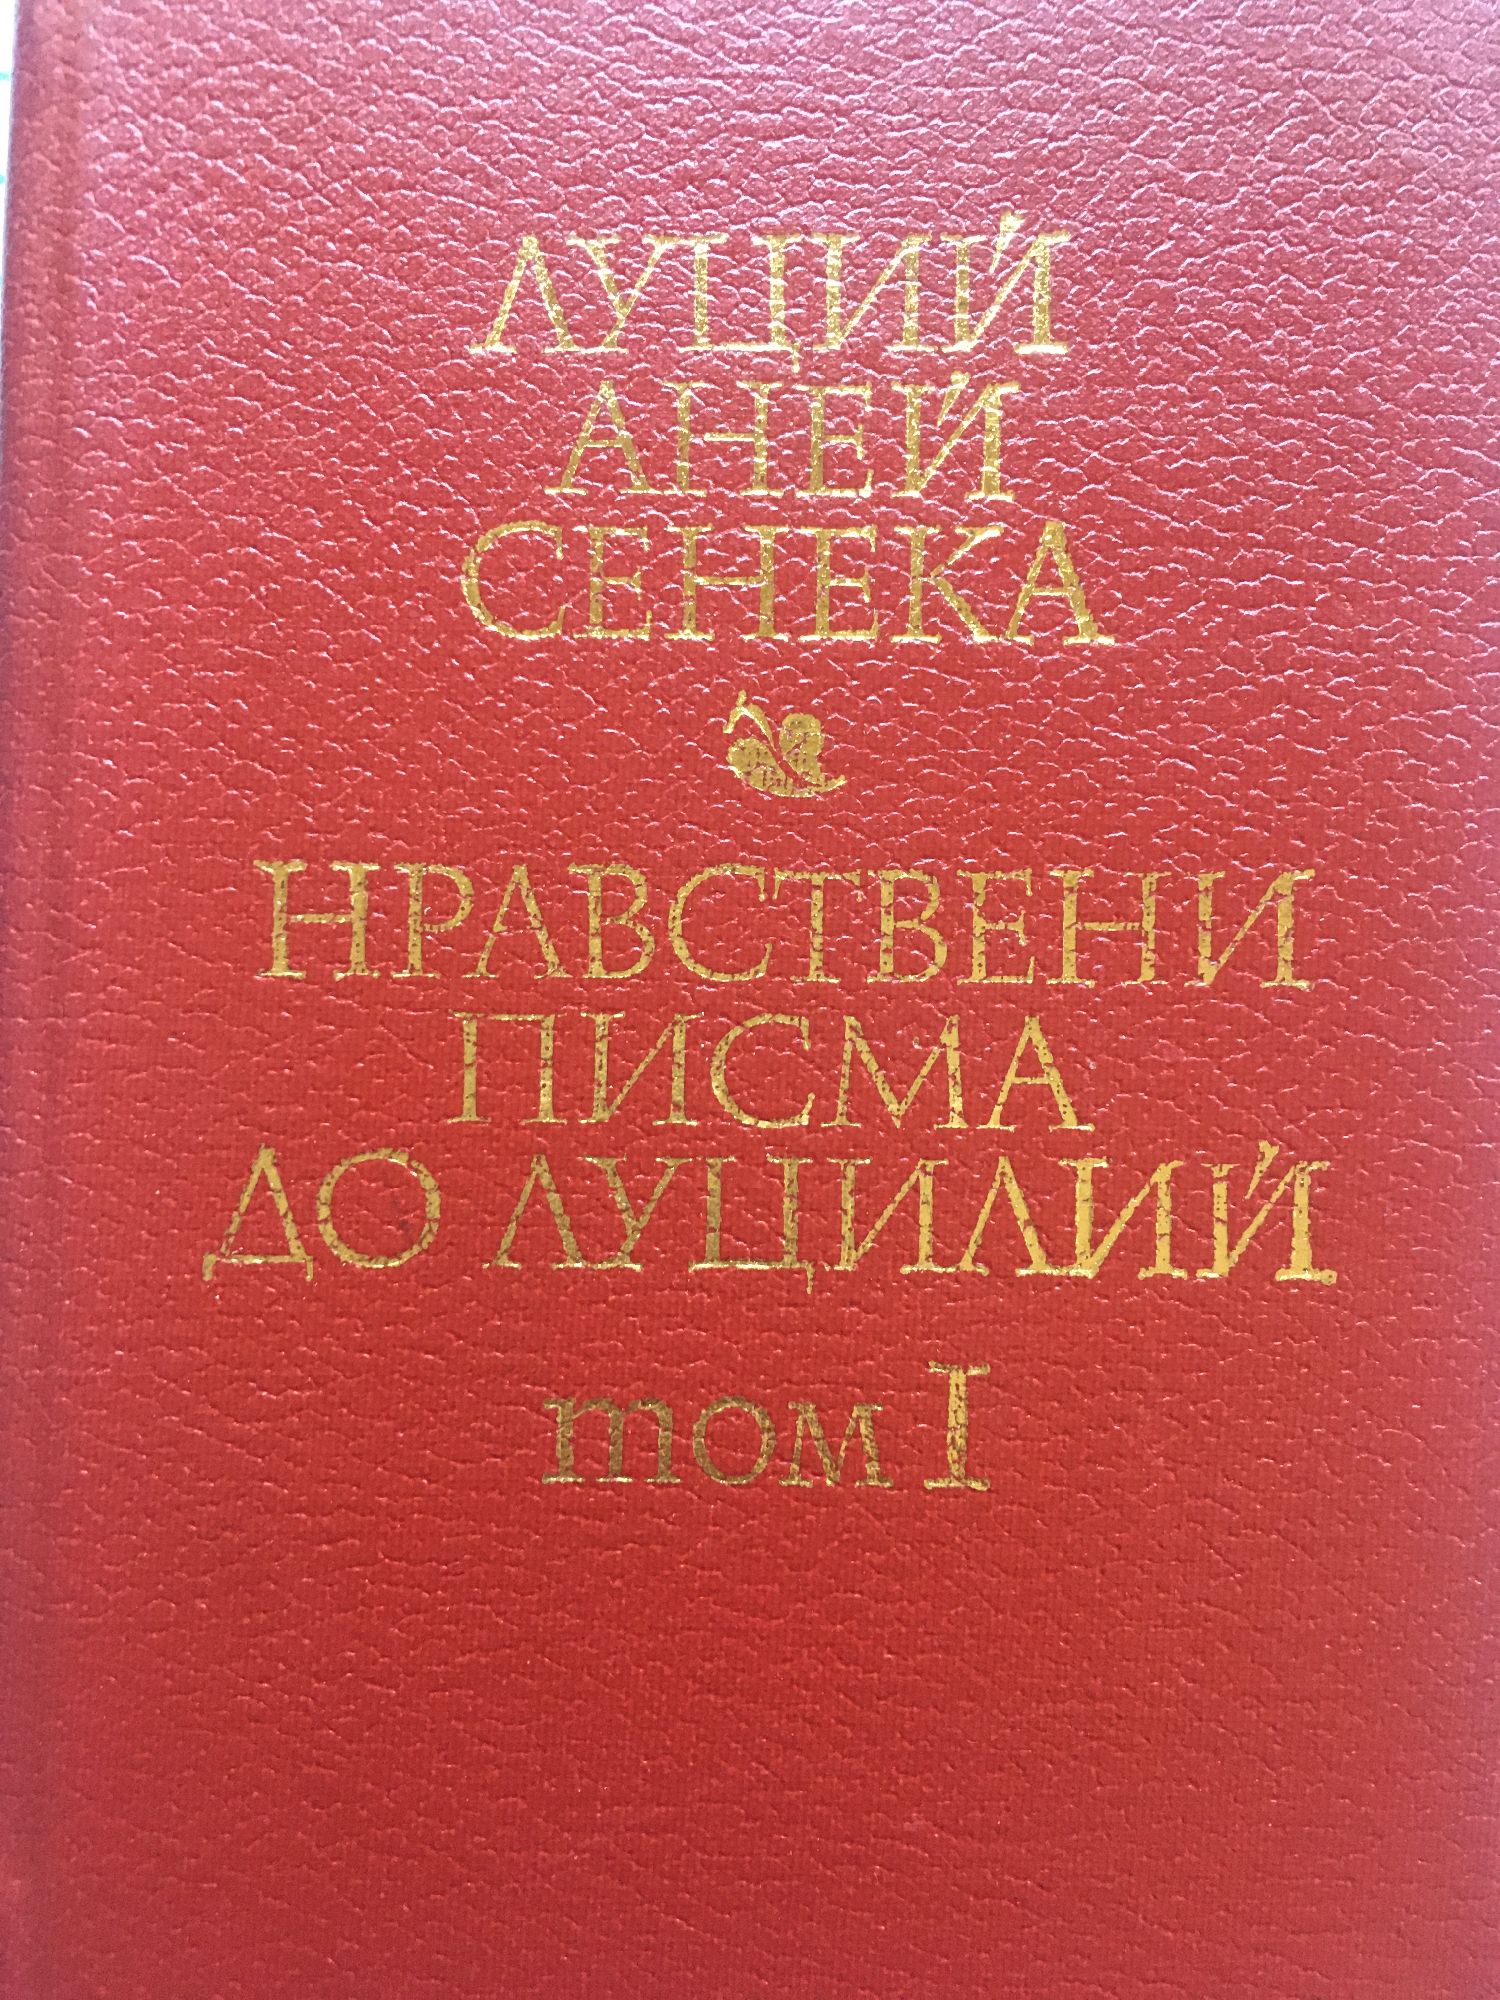 ЛУЦИЙ
АНЕЙ
СЕНЕКА
НРАВСТВЕНИ
ПИСМА
ДО ЛУЦИЛИЙ
том I